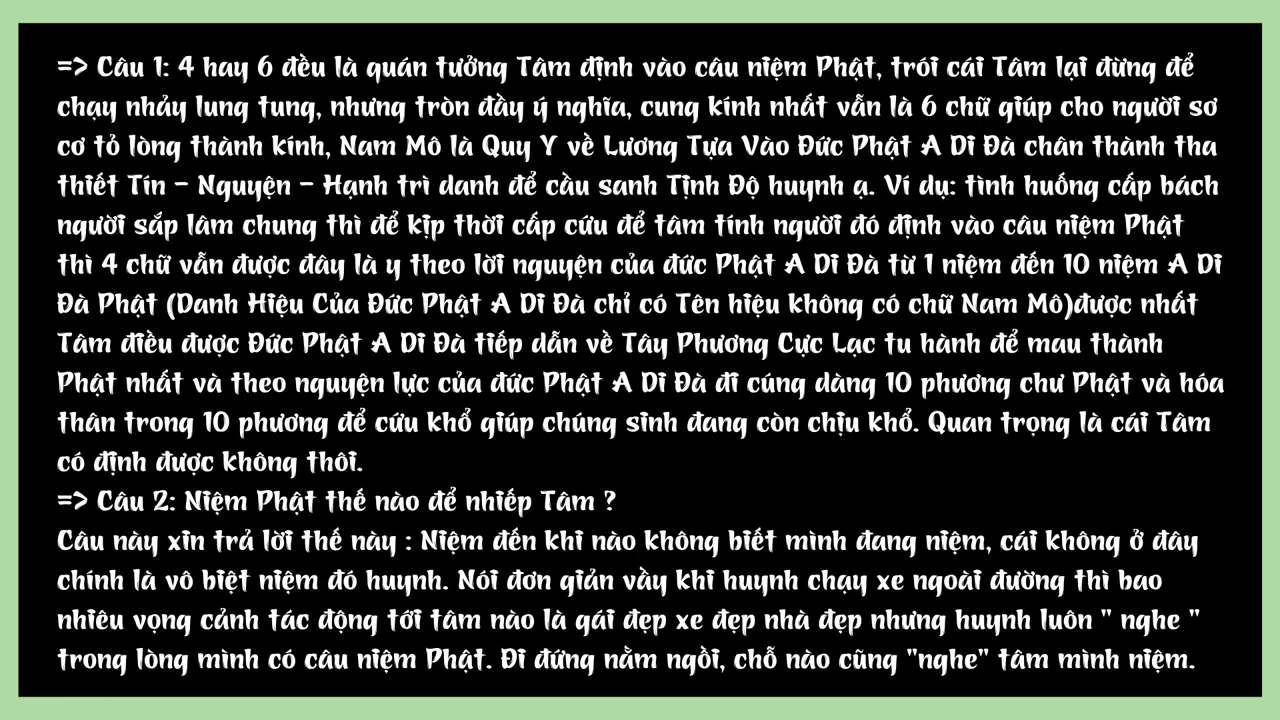 => Câu 1: 4 hay 6 đều là quán tưởng Tâm định vào câu niệm Phật, trói cái Tâm lại đừng để
chạy nhảy lung tung, nhưng tròn đầy ý nghĩa, cung kính nhất vẫn là 6 chữ giúp cho người sơ
cơ tỏ lòng thành kính, Nam Mô là Quy Y về Lương Tựa Vào Đức Phật A Di Đà chân thành tha
thiết Tín - Nguyện - Hạnh trì danh để cầu sanh Tịnh Độ huynh ạ. Ví dụ: tình huống cấp bách
người sắp lâm chung thì để kịp thời cấp cứu để tâm tính người đó định vào câu niệm Phật
thì 4 chữ vẫn được đây là y theo lời nguyện của đức Phật A Di Đà từ 1 niệm đến 10 niệm A Di
Đà Phật (Danh Hiệu Của Đức Phật A Di Đà chỉ có Tên hiệu không có chữ Nam Mô)được nhất
Tâm điều được Đức Phật A Di Đà tiếp dẫn về Tây Phương Cực Lạc tu hành để mau thành
Phật nhất và theo nguyện lực của đức Phật A Di Đà đi cúng dàng 10 phương chư Phật và hóa
thân trong 10 phương để cứu khổ giúp chúng sinh đang còn chịu khổ. Quan trọng là cái Tâm
có định được không thôi.
=> Câu 2: Niệm Phật thế nào để nhiếp Tâm ?
Câu này xin trả lời thế này : Niệm đến khi nào không biết mình đang niệm, cái không ở đây
chính là vô biệt niệm đó huynh. Nói đơn giản vầy khi huynh chạy xe ngoài đường thì bao
nhiêu vọng cảnh tác động tới tâm nào là gái đẹp xe đẹp nhà đẹp nhưng huynh luôn " nghe "
trong lòng mình có câu niệm Phật. Đi đứng nằm ngồi, chỗ nào cũng "nghe" tâm mình niệm.